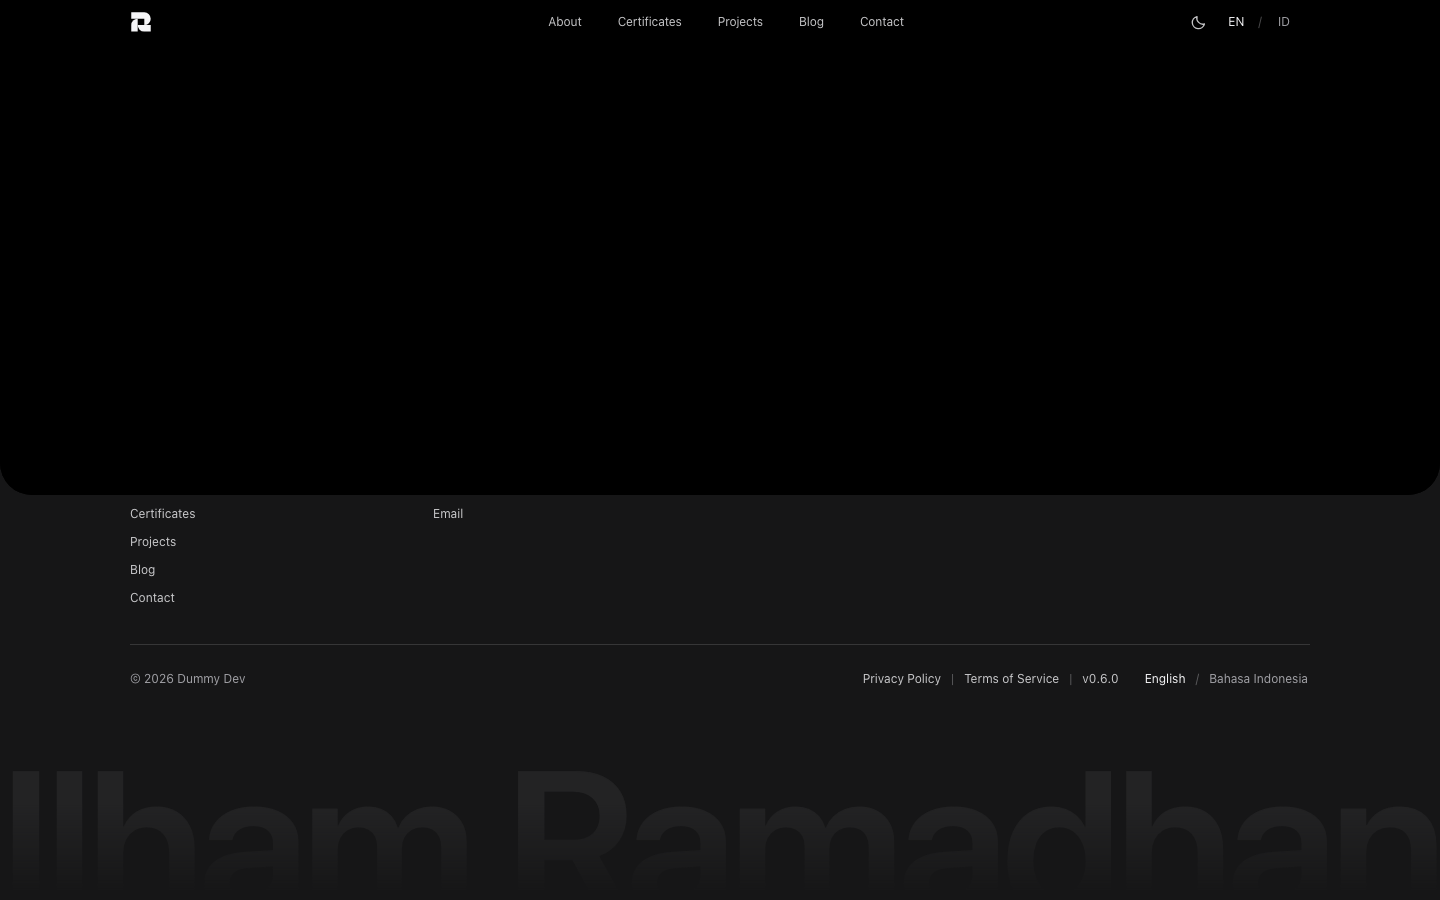 About Certificates Projects Blog Contact EN / ID
Certificates Email
Projects
Blog
Contact
© 2026 Dummy Dev Privacy Policy | Terms of Service | v0.6.0 English / Bahasa Indonesia
Ilham Ramadhan